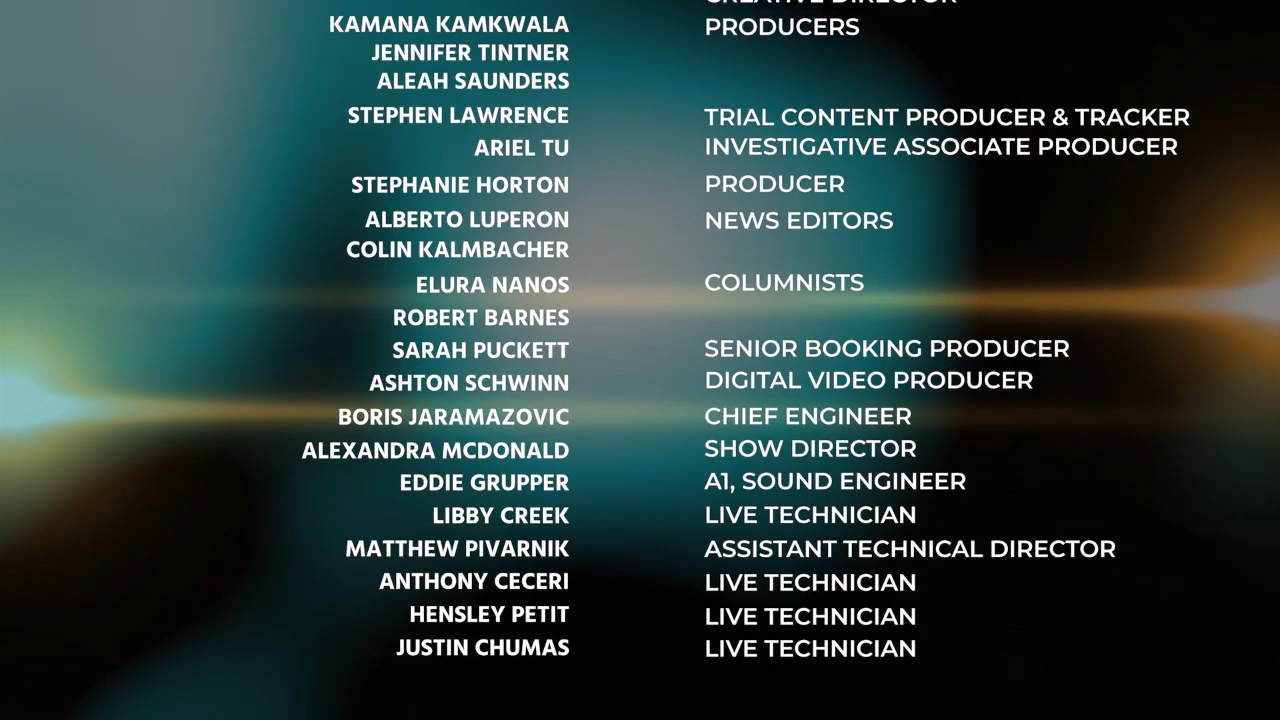 CREATIVE DIRECTOR
KAMANA KAMKWALA PRODUCERS
JENNIFER TINTNER
ALEAH SAUNDERS
STEPHEN LAWRENCE TRIAL CONTENT PRODUCER & TRACKER
ARIEL TU INVESTIGATIVE ASSOCIATE PRODUCER
STEPHANIE HORTON PRODUCER
ALBERTO LUPERON NEWS EDITORS
COLIN KALMBACHER
ELURA NANOS COLUMNISTS
ROBERT BARNES
SARAH PUCKETT SENIOR BOOKING PRODUCER
ASHTON SCHWINN DIGITAL VIDEO PRODUCER
BORIS JARAMAZOVIC CHIEF ENGINEER
ALEXANDRA MCDONALD SHOW DIRECTOR
EDDIE GRUPPER A1, SOUND ENGINEER
LIBBY CREEK LIVE TECHNICIAN
MATTHEW PIVARNIK ASSISTANT TECHNICAL DIRECTOR
ANTHONY CECERI LIVE TECHNICIAN
HENSLEY PETIT LIVE TECHNICIAN
JUSTIN CHUMAS LIVE TECHNICIAN